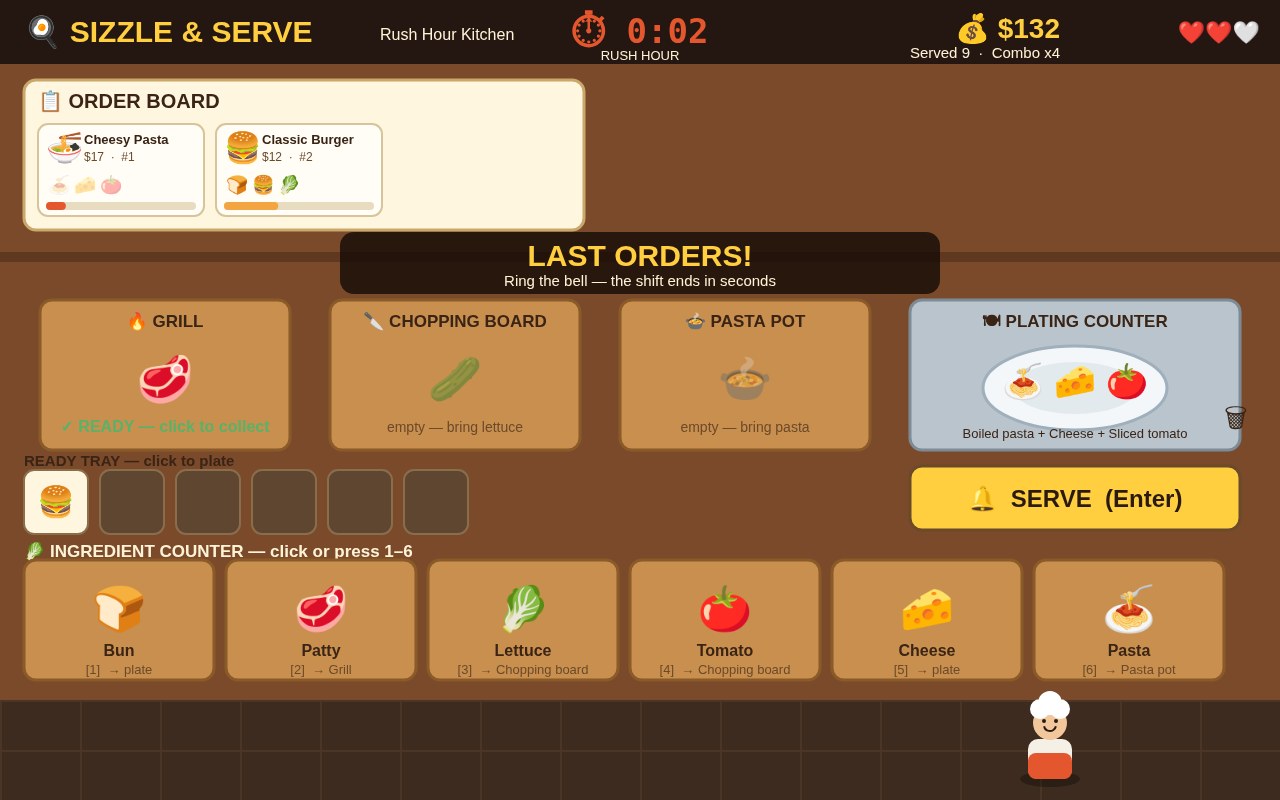 SIZZLE & SERVE
Rush Hour Kitchen
0:02
RUSH HOUR
$132
Served 9 · Combo x4
ORDER BOARD
Cheesy Pasta
$17 · #1
Classic Burger
$12 · #2
LAST ORDERS!
Ring the bell — the shift ends in seconds
GRILL
✓ READY — click to collect
CHOPPING BOARD
empty — bring lettuce
PASTA POT
empty — bring pasta
PLATING COUNTER
Boiled pasta + Cheese + Sliced tomato
READY TRAY — click to plate
SERVE (Enter)
INGREDIENT COUNTER — click or press 1–6
Bun
[1] → plate
Patty
[2] → Grill
Lettuce
[3] → Chopping board
Tomato
[4] → Chopping board
Cheese
[5] → plate
Pasta
[6] → Pasta pot